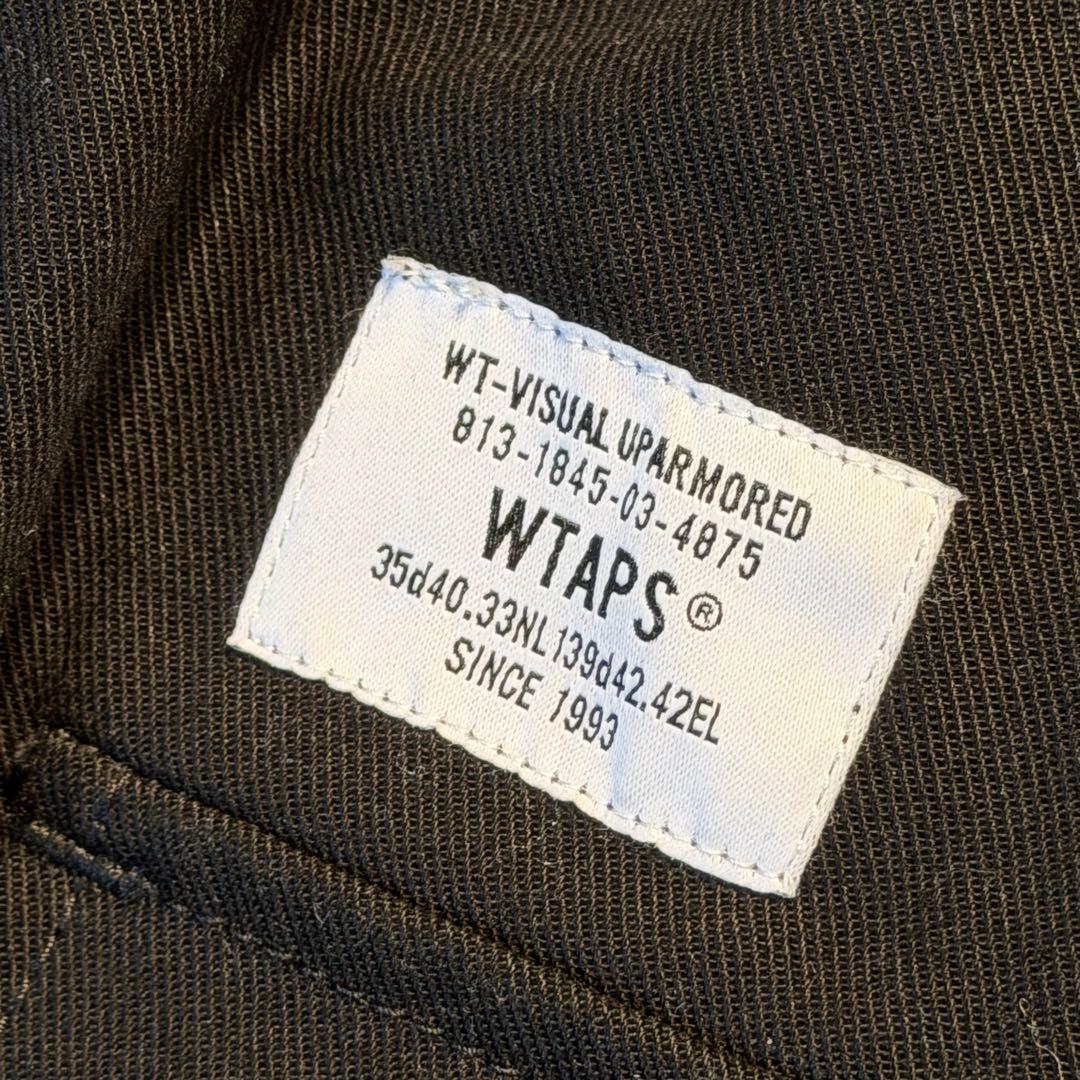 WT-VISUAL UPARMORED
813-1845-03-4875
WTAPS®
35d40.33NL139d42.42EL
SINCE 1993